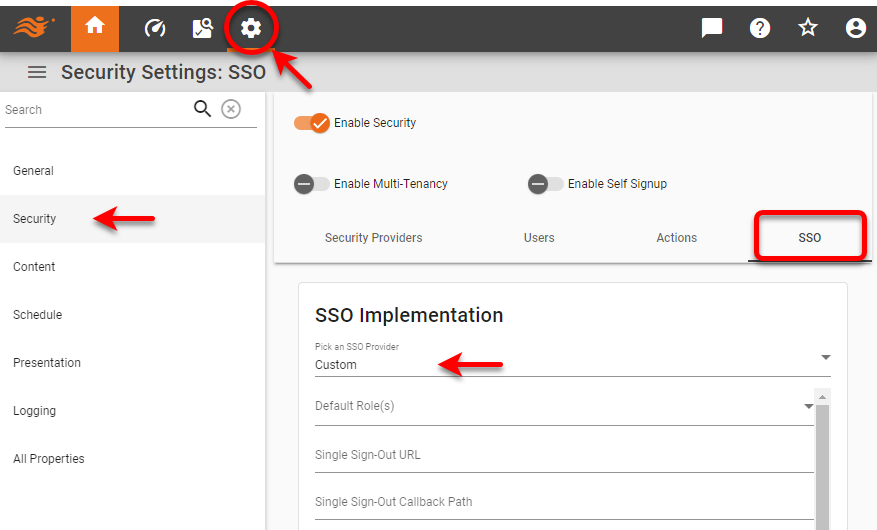 Security Settings: SSO
Search
General
Security
Content
Schedule
Presentation
Logging
All Properties
Enable Security
Enable Multi-Tenancy
Enable Self Signup
Security Providers
Users
Actions
SSO
SSO Implementation
Pick an SSO Provider
Custom
Default Role(s)
Single Sign-Out URL
Single Sign-Out Callback Path